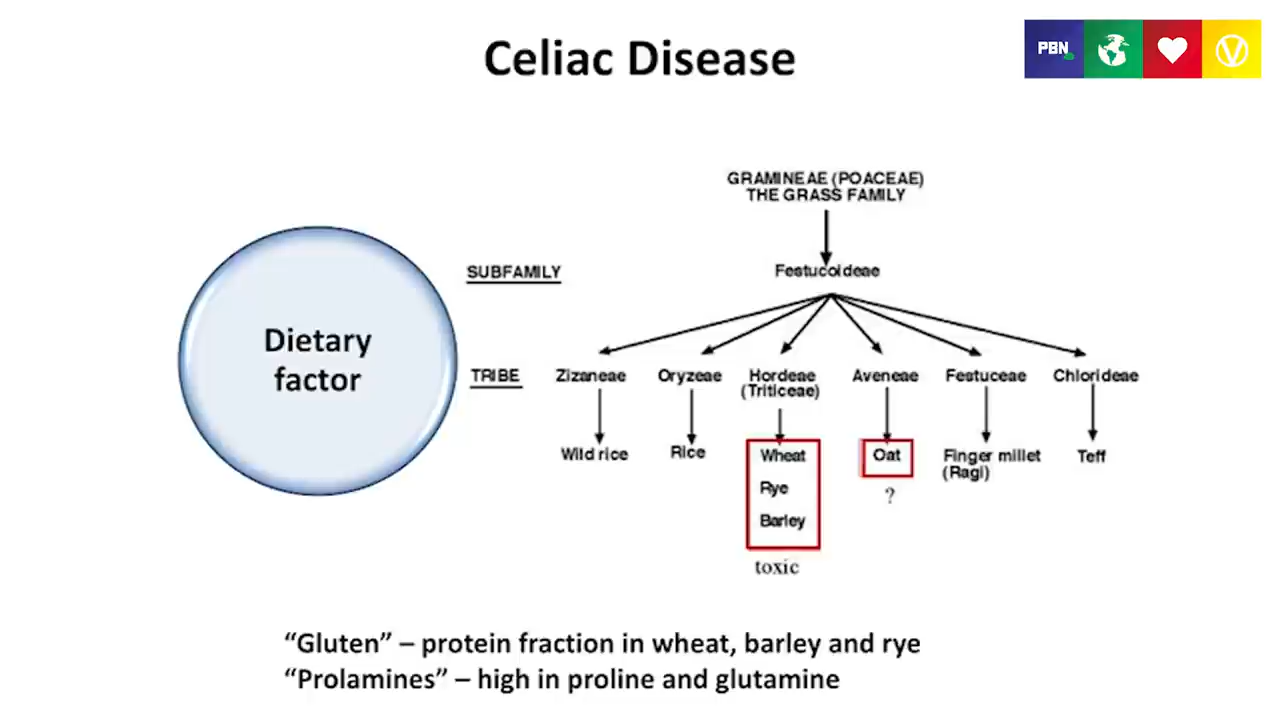 Celiac Disease
PBN
GRAMINEAE (POACEAE)
THE GRASS FAMILY
SUBFAMILY
Festucoideae
Dietary
factor
TRIBE
Zizaneae
Oryzeae
Hordeae
(Triticeae)
Aveneae
Festuceae
Chlorideae
Wild rice
Rice
Wheat
Rye
Barley
toxic
Oat
?
Finger millet
(Ragi)
Teff
“Gluten” – protein fraction in wheat, barley and rye
“Prolamines” – high in proline and glutamine